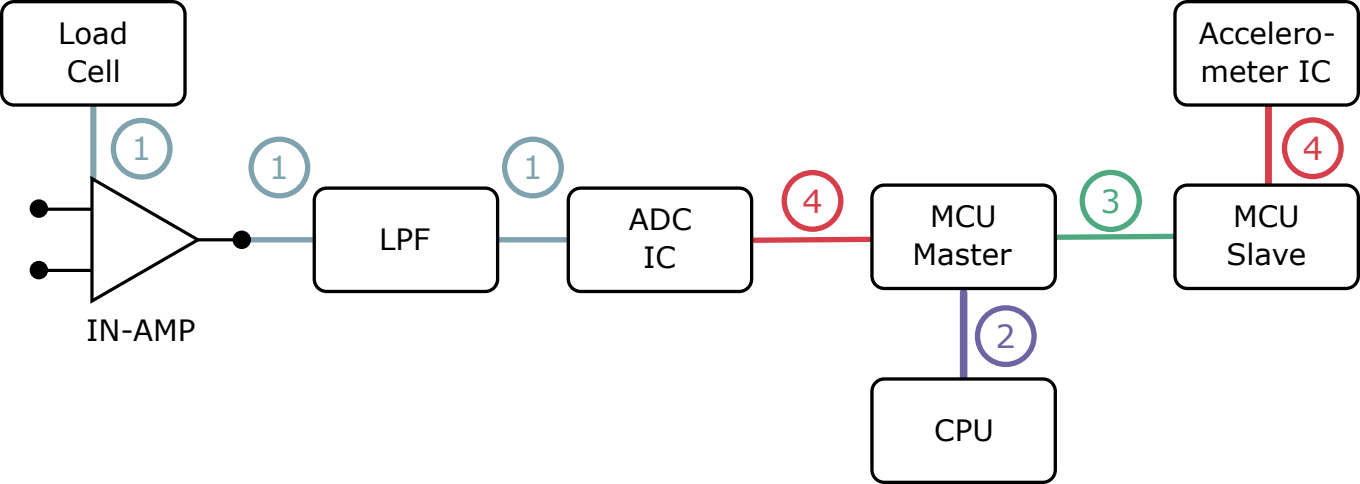 Load
Cell
Accelero-
meter IC
1
1
1
4
3
4
LPF
ADC
IC
MCU
Master
MCU
Slave
IN-AMP
2
CPU